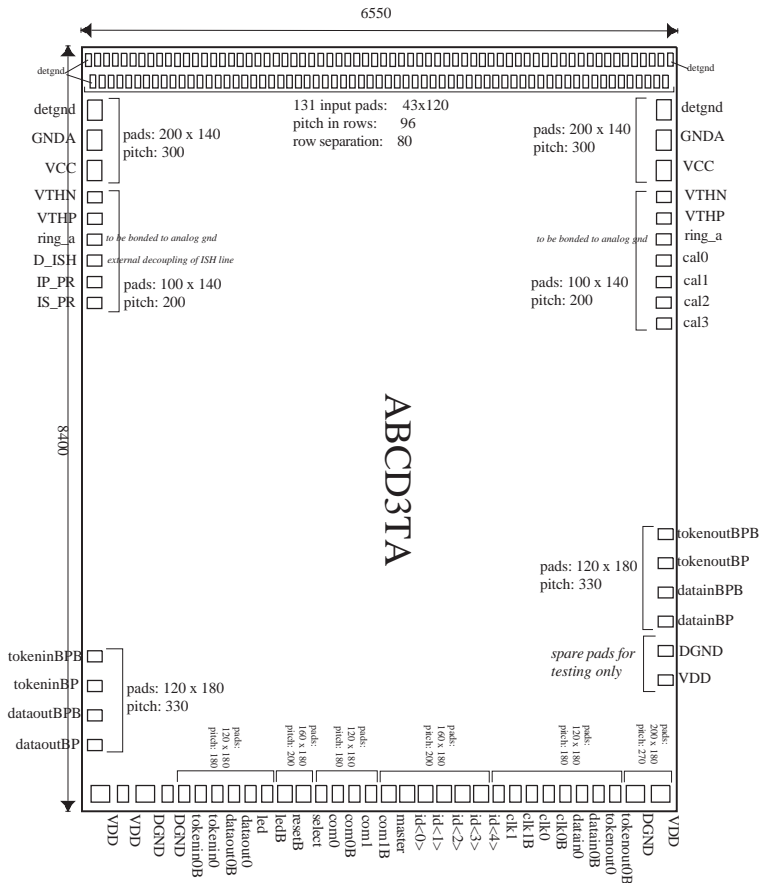 6550
8400
detgnd
detgnd
131 input pads: 43x120
pitch in rows: 96
row separation: 80
detgnd
GNDA
VCC
pads: 200 x 140
pitch: 300
VTHN
VTHP
ring_a
to be bonded to analog gnd
D_ISH
external decoupling of ISH line
IP_PR
IS_PR
pads: 100 x 140
pitch: 200
detgnd
GNDA
VCC
pads: 200 x 140
pitch: 300
VTHN
VTHP
ring_a
to be bonded to analog gnd
cal0
cal1
cal2
cal3
pads: 100 x 140
pitch: 200
ABCD3TA
tokenoutBPB
tokenoutBP
datainBPB
datainBP
pads: 120 x 180
pitch: 330
DGND
VDD
spare pads for
testing only
tokeninBPB
tokeninBP
dataoutBPB
dataoutBP
pads: 120 x 180
pitch: 330
pads:
120 x 180
pitch: 180
pads:
160 x 180
pitch: 200
pads:
120 x 180
pitch: 180
pads:
160 x 180
pitch: 200
pads:
120 x 180
pitch: 180
pads:
200 x 180
pitch: 270
VDD
VDD
DGND
DGND
tokenin0B
tokenin0
dataout0B
dataout0
led
ledB
resetB
select
com0
com0B
com1
com1B
master
id<0>
id<1>
id<2>
id<3>
id<4>
clk1
clk1B
clk0
clk0B
datain0
datain0B
tokenout0
tokenout0B
DGND
VDD